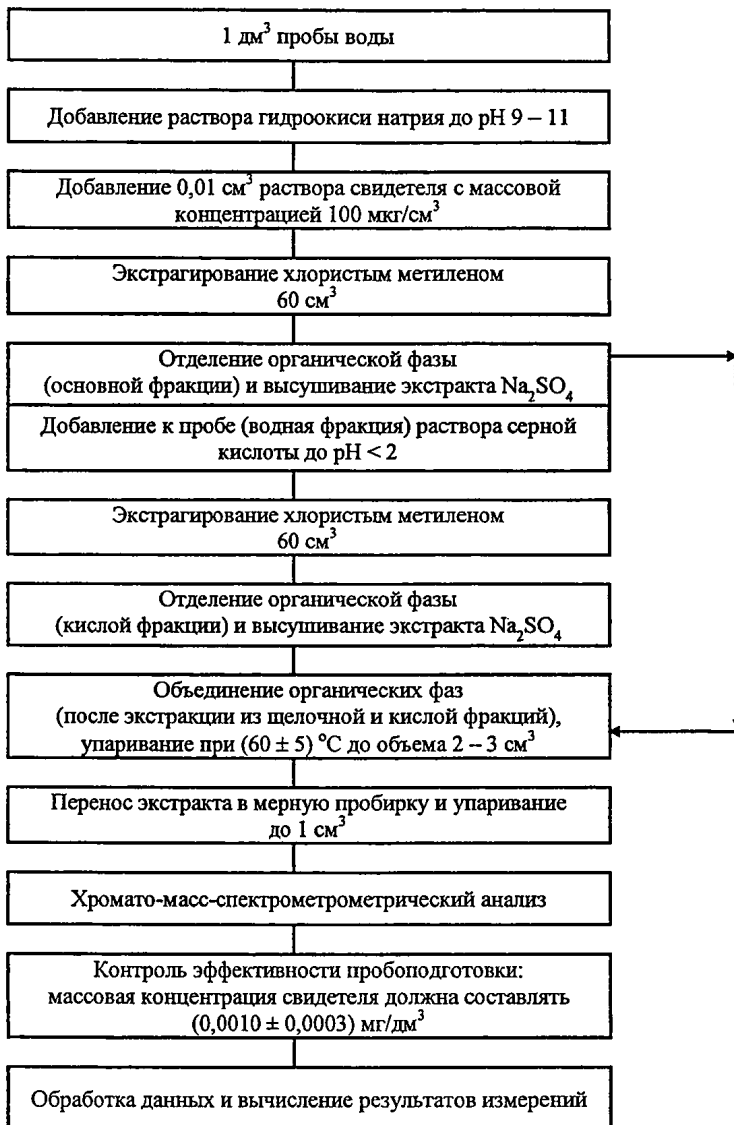 1 дм³ пробы воды
Добавление раствора гидроокиси натрия до pH 9 – 11
Добавление 0,01 см³ раствора свидетеля с массовой
концентрацией 100 мкг/см³
Экстрагирование хлористым метиленом
60 см³
Отделение органической фазы
(основной фракции) и высушивание экстракта Na₂SO₄
Добавление к пробе (водная фракция) раствора серной
кислоты до pH < 2
Экстрагирование хлористым метиленом
60 см³
Отделение органической фазы
(кислой фракции) и высушивание экстракта Na₂SO₄
Объединение органических фаз
(после экстракции из щелочной и кислой фракций),
упаривание при (60 ± 5) °С до объема 2 – 3 см³
Перенос экстракта в мерную пробирку и упаривание
до 1 см³
Хромато-масс-спектрометрометрический анализ
Контроль эффективности пробоподготовки:
массовая концентрация свидетеля должна составлять
(0,0010 ± 0,0003) мг/дм³
Обработка данных и вычисление результатов измерений